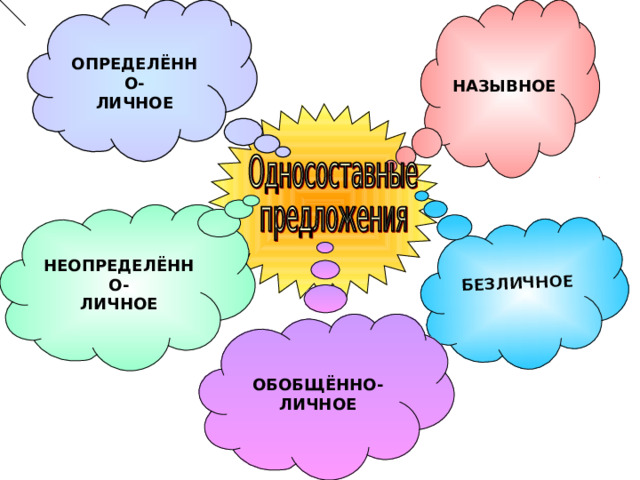 ОПРЕДЕЛЁНН
О-
ЛИЧНОЕ
НАЗЫВНОЕ
Односоставные
предложения
НЕОПРЕДЕЛЁНН
О-
ЛИЧНОЕ
БЕЗЛИЧНОЕ
ОБОБЩЁННО-
ЛИЧНОЕ